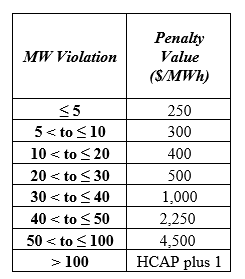 MW Violation Penalty Value ($/MWh)
≤ 5 250
5 < to ≤ 10 300
10 < to ≤ 20 400
20 < to ≤ 30 500
30 < to ≤ 40 1,000
40 < to ≤ 50 2,250
50 < to ≤ 100 4,500
> 100 HCAP plus 1